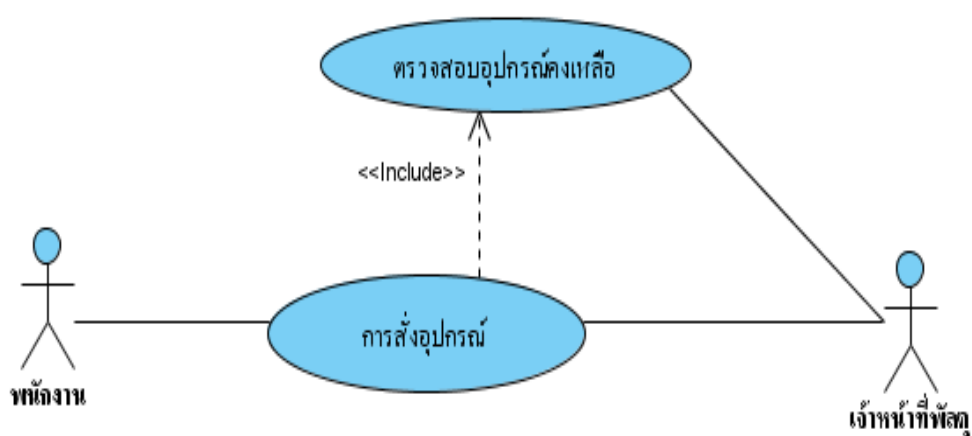 ตรวจสอบอุปกรณ์คงเหลือ
<<Include>>
การสั่งอุปกรณ์
พนักงาน
เจ้าหน้าที่พัสดุ